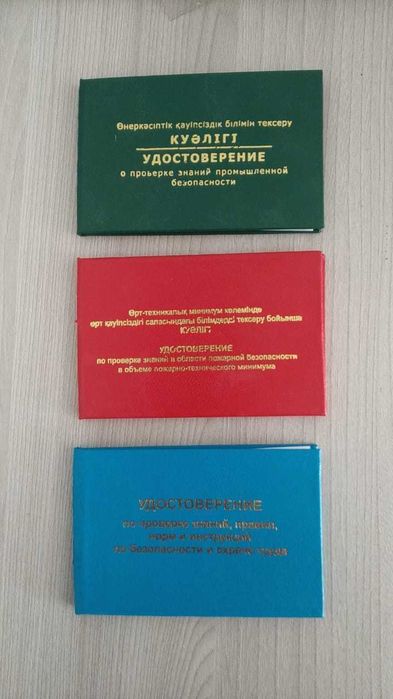 Өнеркәсіптік қауіпсіздік білімін тексеру
КУӘЛІГІ
УДОСТОВЕРЕНИЕ
о проверке знаний промышленной
безопасности
Өрт-техникалық минимум көлемінде
өрт қауіпсіздігі саласындағы білімдерді тексеру бойынша
КУӘЛІГІ
УДОСТОВЕРЕНИЕ
по проверке знаний в области пожарной безопасности
в объеме пожарно-технического минимума
УДОСТОВЕРЕНИЕ
по проверке знаний, правил,
норм и инструкций
по безопасности и охране труда